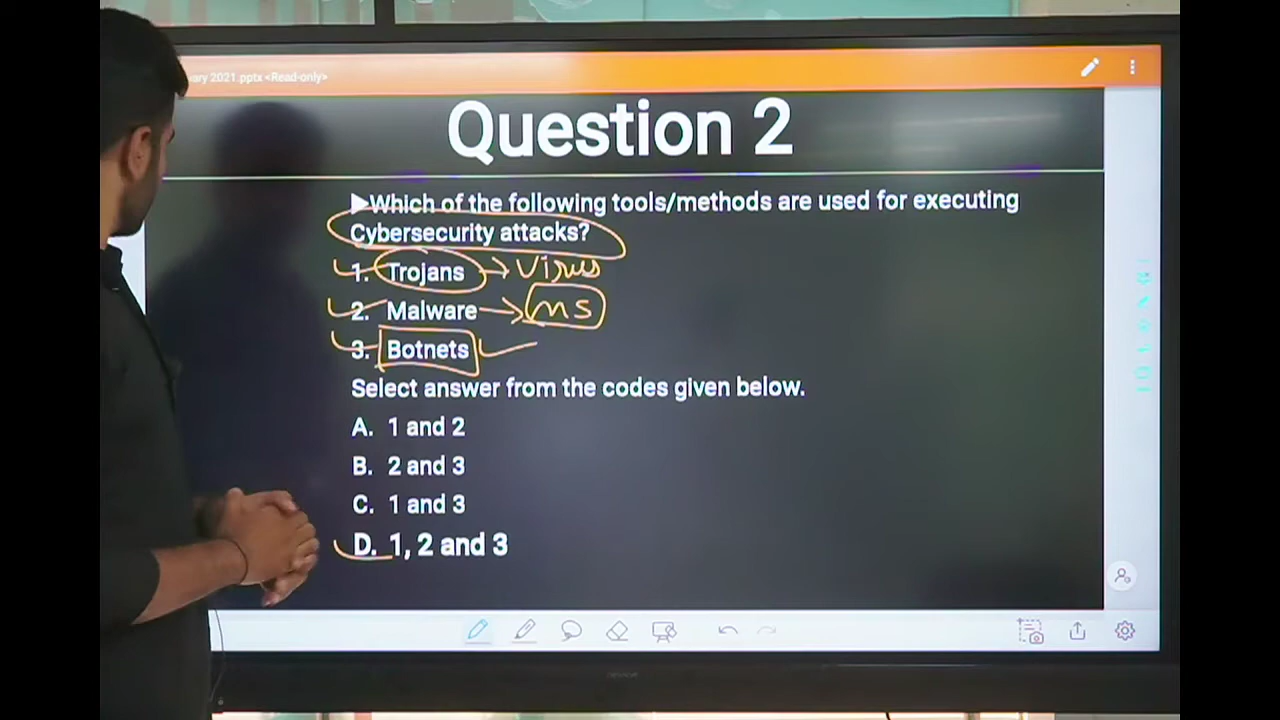 uary 2021.pptx <Read-only>
Question 2
▶Which of the following tools/methods are used for executing
Cybersecurity attacks?
1. Trojans → Virus
2. Malware → MS
3. Botnets
Select answer from the codes given below.
A. 1 and 2
B. 2 and 3
C. 1 and 3
D. 1, 2 and 3